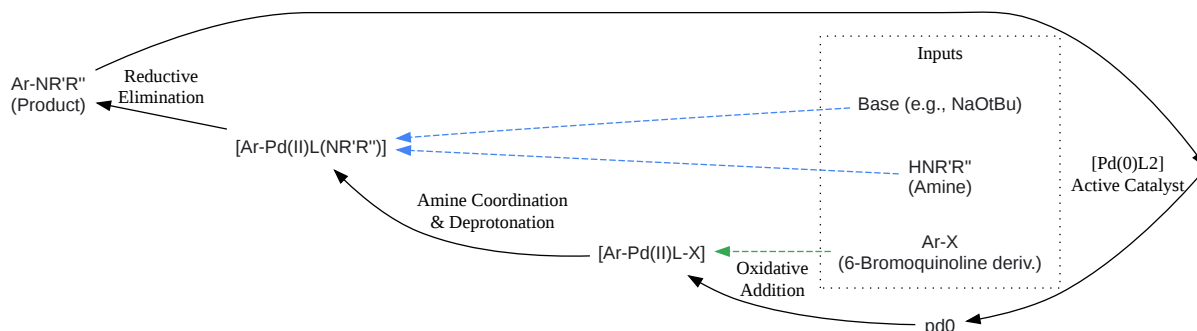 Inputs
Ar-NR'R"
(Product)
Reductive
Elimination
Base (e.g., NaOtBu)
[Ar-Pd(II)L(NR'R")]
HNR'R"
(Amine)
[Pd(0)L2]
Active Catalyst
Amine Coordination
& Deprotonation
[Ar-Pd(II)L-X]
Ar-X
(6-Bromoquinoline deriv.)
Oxidative
Addition
pd0